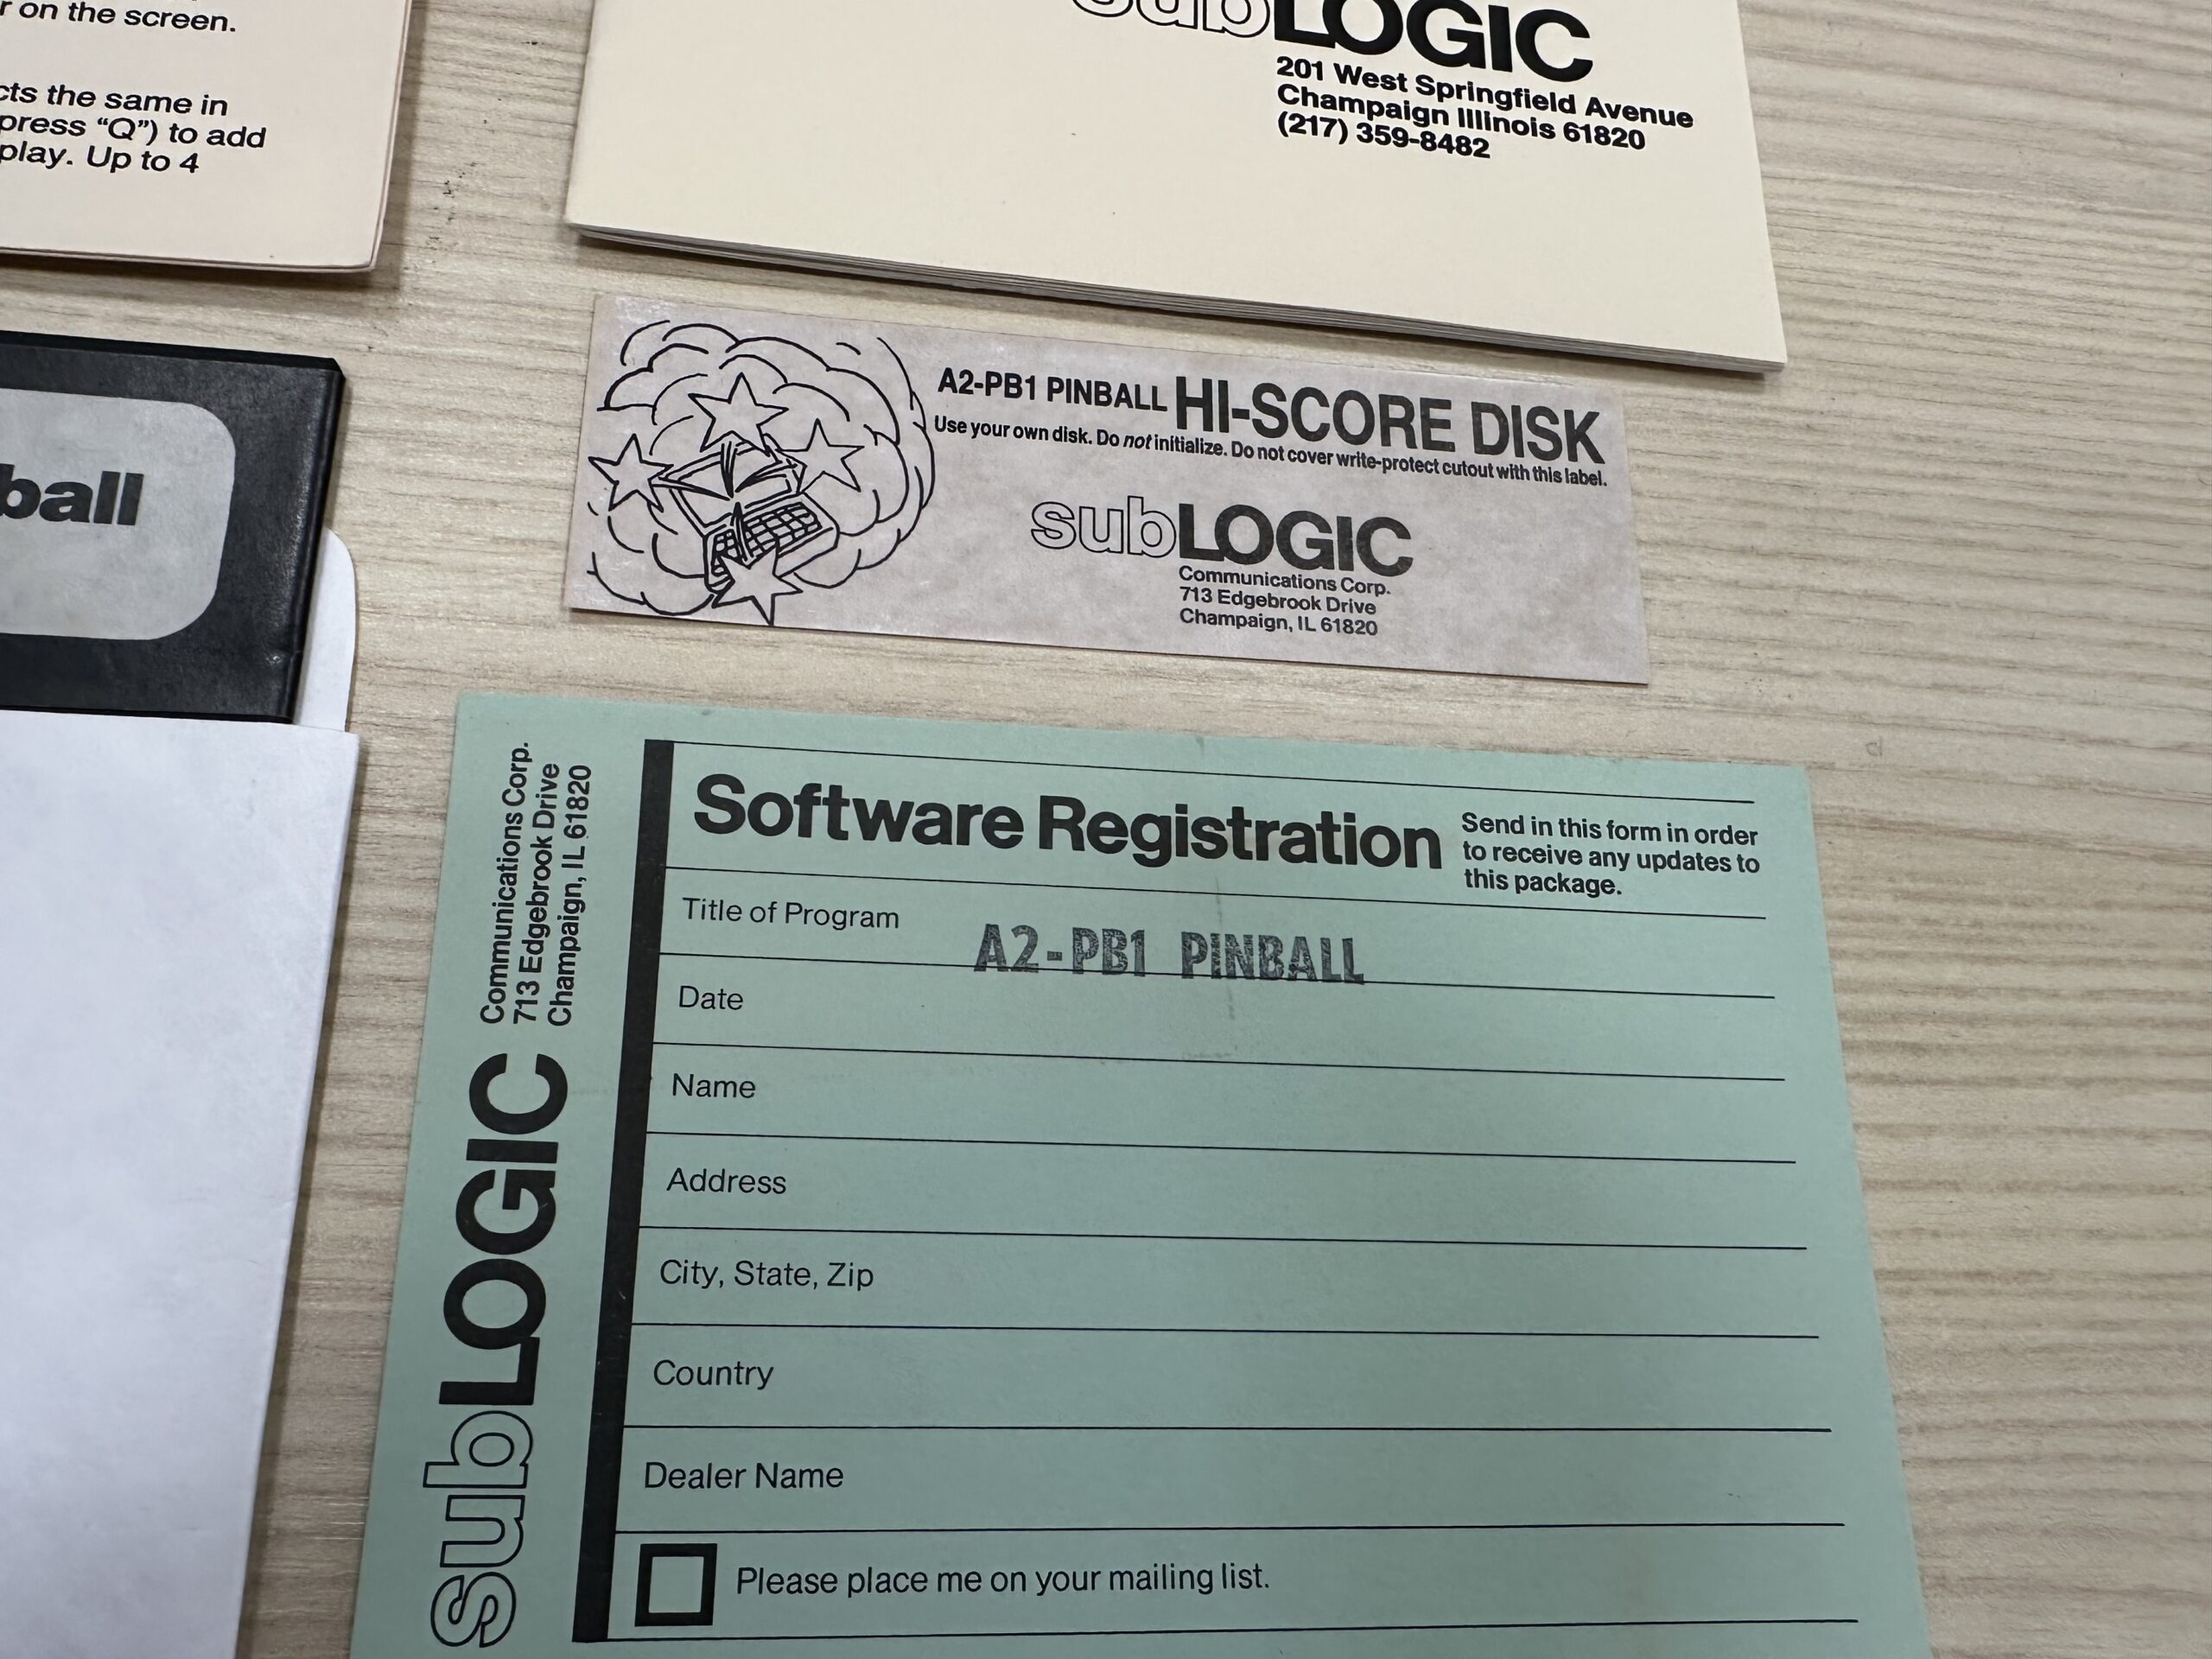 on the screen.
the same in
press “Q”) to add
play. Up to 4
subLOGIC
201 West Springfield Avenue
Champaign Illinois 61820
(217) 359-8482
ball
A2-PB1 PINBALL HI-SCORE DISK
Use your own disk. Do not initialize. Do not cover write-protect cutout with this label.
subLOGIC
Communications Corp.
713 Edgebrook Drive
Champaign, IL 61820
subLOGIC
Communications Corp.
713 Edgebrook Drive
Champaign, IL 61820
Software Registration
Send in this form in order
to receive any updates to
this package.
Title of Program
A2-PB1 PINBALL
Date
Name
Address
City, State, Zip
Country
Dealer Name
Please place me on your mailing list.